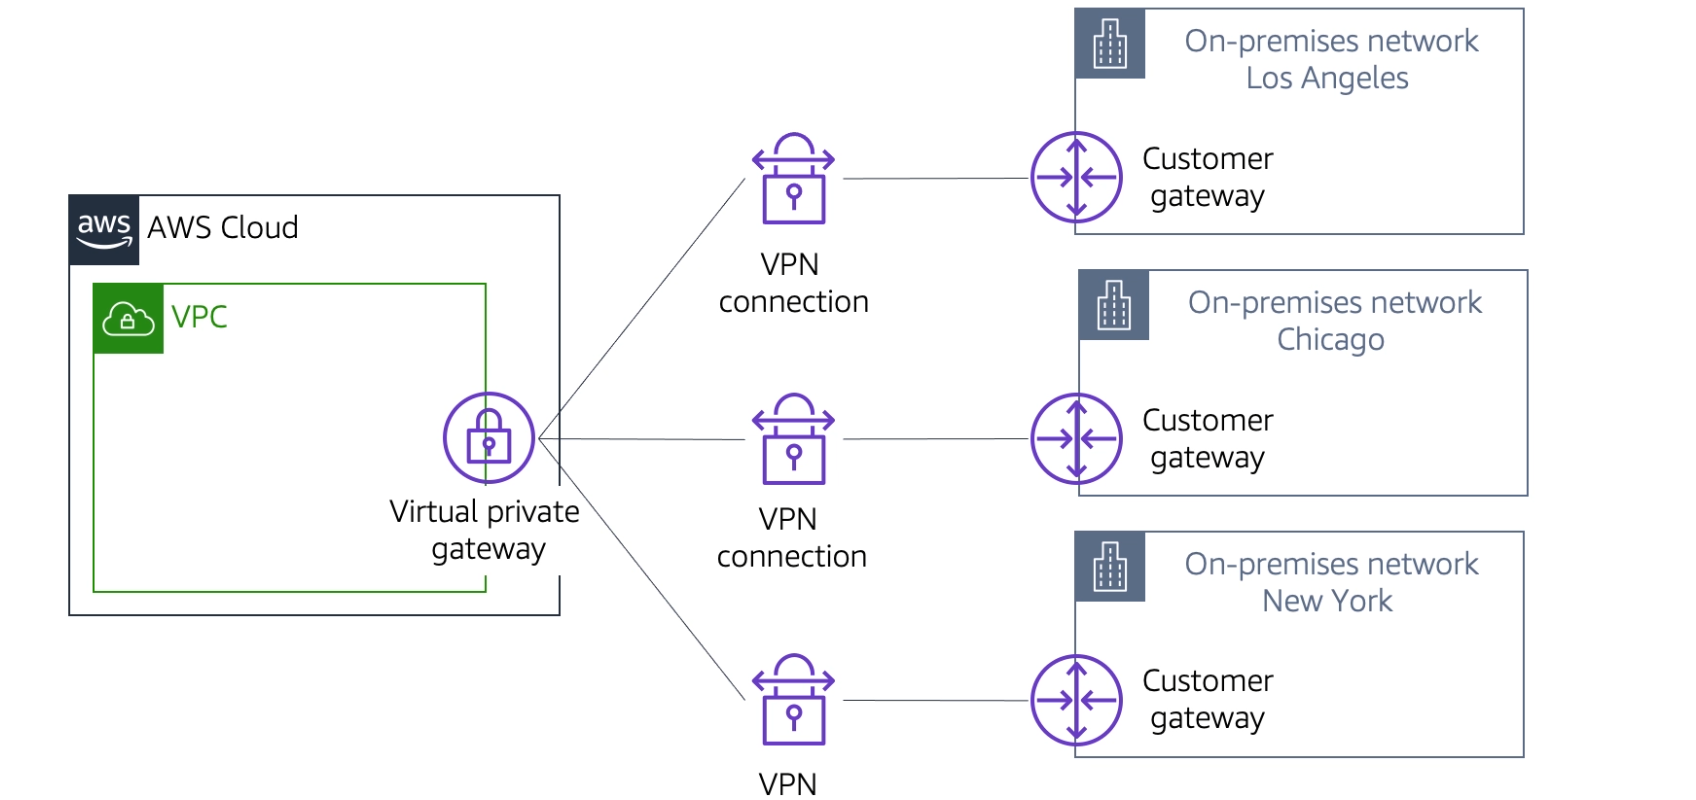 On-premises network
Los Angeles
Customer
gateway
VPN
connection
aws
AWS Cloud
VPC
Virtual private
gateway
On-premises network
Chicago
Customer
gateway
VPN
connection
On-premises network
New York
Customer
gateway
VPN